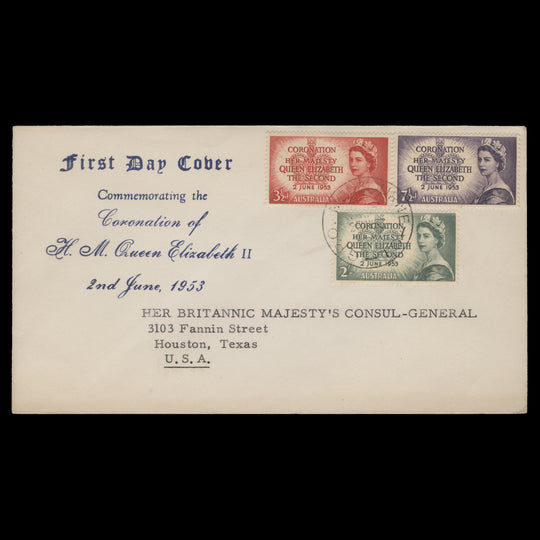 First Day Cover
Commemorating the
Coronation of
H. M. Queen Elizabeth II
2nd June, 1953
CORONATION
HER·MAJESTY
QUEEN ELIZABETH
THE SECOND
2 JUNE 1953
3½D AUSTRALIA
CORONATION
HER·MAJESTY
QUEEN ELIZABETH
THE SECOND
2 JUNE 1953
7½D AUSTRALIA
CORONATION
HER·MAJESTY
QUEEN ELIZABETH
THE SECOND
2 JUNE 1953
2/- AUSTRALIA
HER BRITANNIC MAJESTY'S CONSUL-GENERAL
3103 Fannin Street
Houston, Texas
U.S.A.